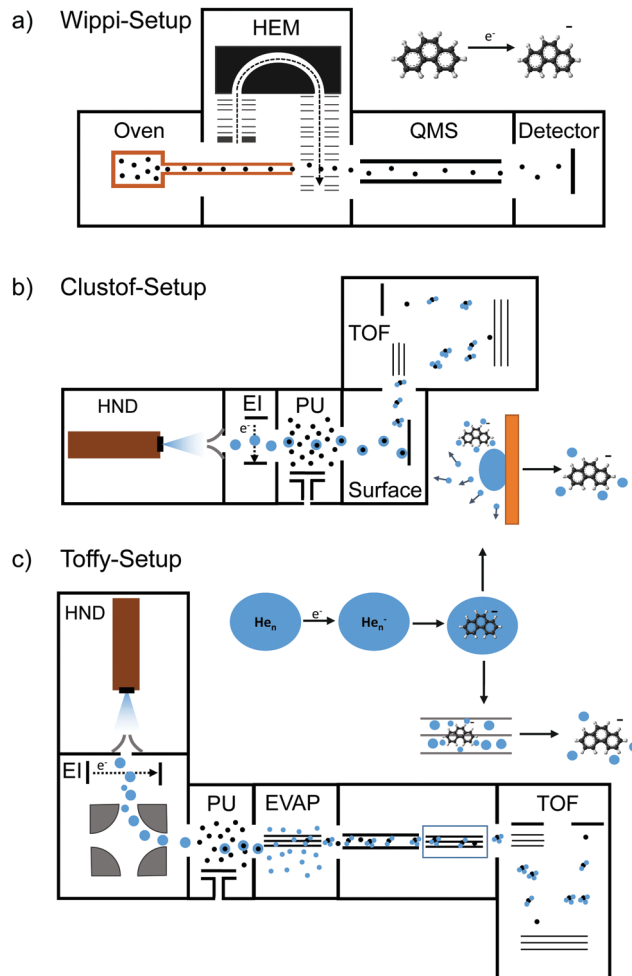 a) Wippi-Setup
HEM
e-
-
Oven
QMS
Detector
b) Clustof-Setup
TOF
HND
EI
PU
e-
Surface
-
-
c) Toffy-Setup
HND
Heₙ
e-
Heₙ-
-
-
-
EI
e-
PU
EVAP
TOF